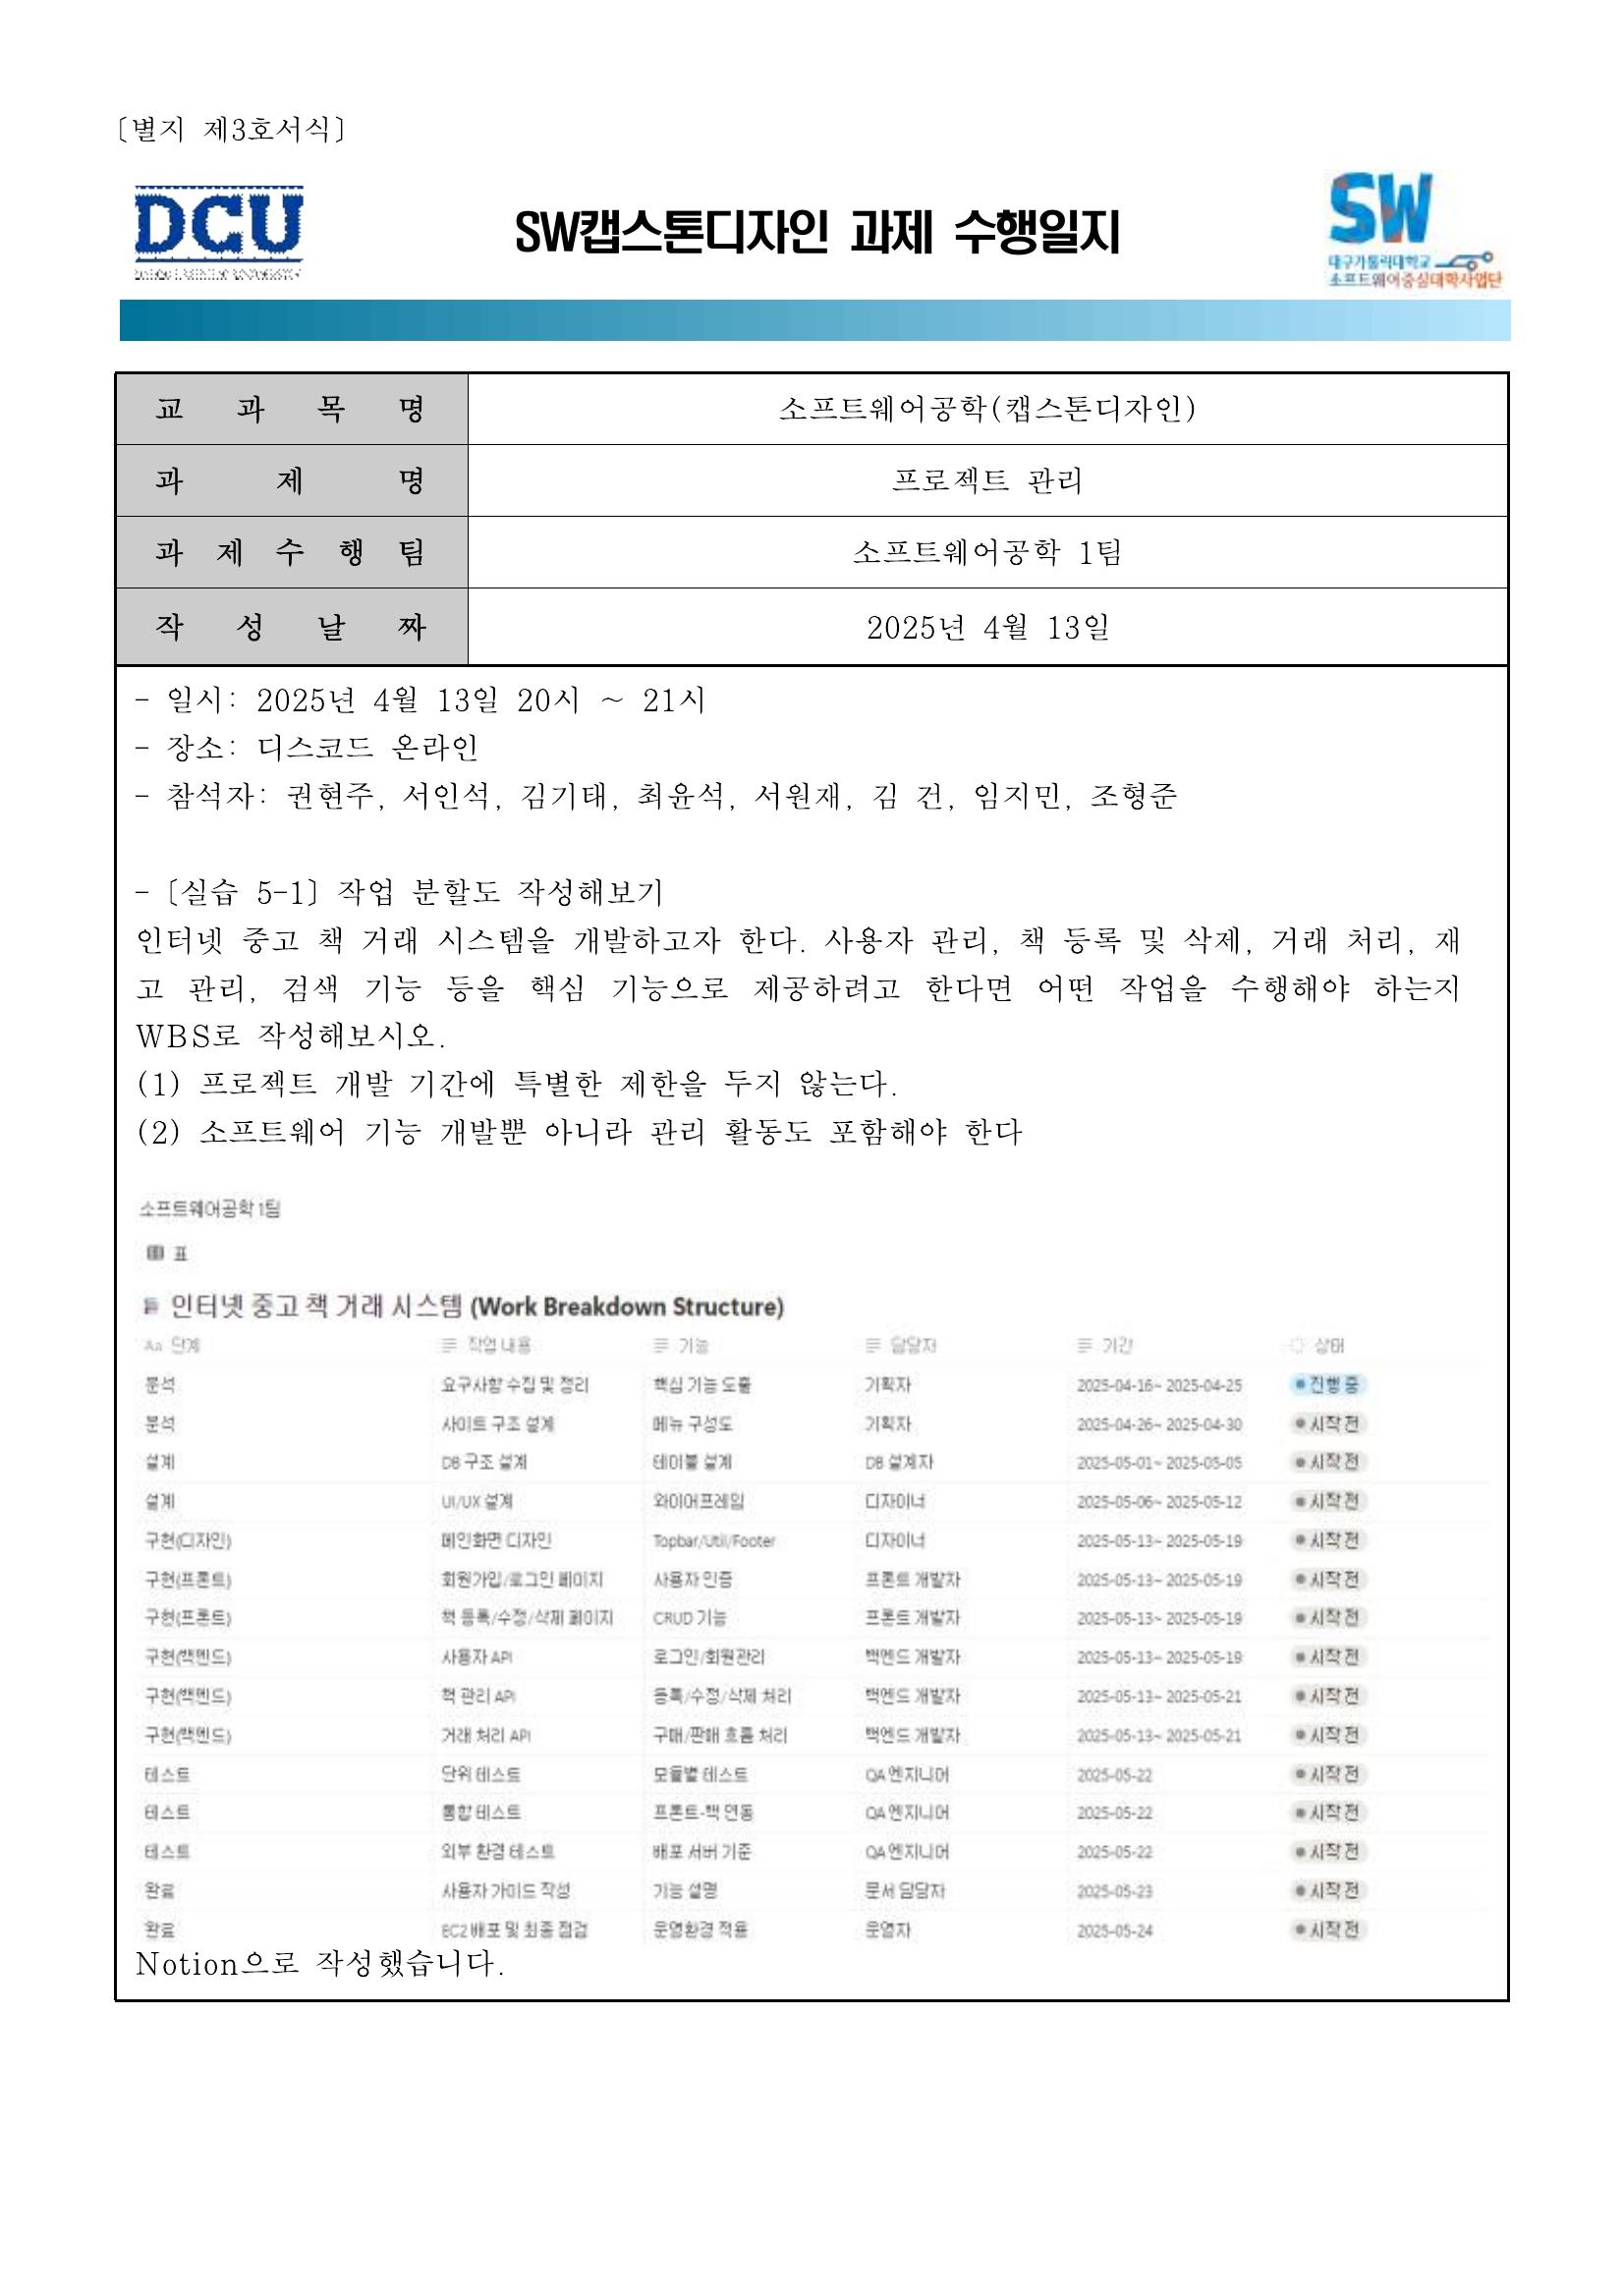 〔별지 제3호서식〕
DCU
SW캡스톤디자인 과제 수행일지
SW
대구가톨릭대학교
소프트웨어중심대학사업단
교 과 목 명 소프트웨어공학(캡스톤디자인)
과 제 명 프로젝트 관리
과 제 수 행 팀 소프트웨어공학 1팀
작 성 날 짜 2025년 4월 13일
- 일시: 2025년 4월 13일 20시 ~ 21시
- 장소: 디스코드 온라인
- 참석자: 권현주, 서인석, 김기태, 최윤석, 서원재, 김 건, 임지민, 조형준
- 〔실습 5-1〕 작업 분할도 작성해보기
인터넷 중고 책 거래 시스템을 개발하고자 한다. 사용자 관리, 책 등록 및 삭제, 거래 처리, 재
고 관리, 검색 기능 등을 핵심 기능으로 제공하려고 한다면 어떤 작업을 수행해야 하는지
WBS로 작성해보시오.
(1) 프로젝트 개발 기간에 특별한 제한을 두지 않는다.
(2) 소프트웨어 기능 개발뿐 아니라 관리 활동도 포함해야 한다
소프트웨어공학 1팀
표
인터넷 중고 책 거래 시스템 (Work Breakdown Structure)
Aa 단계 작업 내용 기능 담당자 기간 상태
분석 요구사항 수집 및 정리 핵심 기능 도출 기획자 2025-04-16~ 2025-04-25 진행 중
분석 사이트 구조 설계 메뉴 구성도 기획자 2025-04-26~ 2025-04-30 시작 전
설계 DB 구조 설계 테이블 설계 DB 설계자 2025-05-01~ 2025-05-05 시작 전
설계 UI/UX 설계 와이어프레임 디자이너 2025-05-06~ 2025-05-12 시작 전
구현(디자인) 메인화면 디자인 Topbar/Util/Footer 디자이너 2025-05-13~ 2025-05-19 시작 전
구현(프론트) 회원가입/로그인 페이지 사용자 인증 프론트 개발자 2025-05-13~ 2025-05-19 시작 전
구현(프론트) 책 등록/수정/삭제 페이지 CRUD 기능 프론트 개발자 2025-05-13~ 2025-05-19 시작 전
구현(백엔드) 사용자 API 로그인/회원관리 백엔드 개발자 2025-05-13~ 2025-05-19 시작 전
구현(백엔드) 책 관리 API 등록/수정/삭제 처리 백엔드 개발자 2025-05-13~ 2025-05-21 시작 전
구현(백엔드) 거래 처리 API 구매/판매 흐름 처리 백엔드 개발자 2025-05-13~ 2025-05-21 시작 전
테스트 단위 테스트 모듈별 테스트 QA 엔지니어 2025-05-22 시작 전
테스트 통합 테스트 프론트-백 연동 QA 엔지니어 2025-05-22 시작 전
테스트 외부 환경 테스트 배포 서버 기준 QA 엔지니어 2025-05-22 시작 전
완료 사용자 가이드 작성 기능 설명 문서 담당자 2025-05-23 시작 전
완료 EC2 배포 및 최종 점검 운영환경 적용 운영자 2025-05-24 시작 전
Notion으로 작성했습니다.